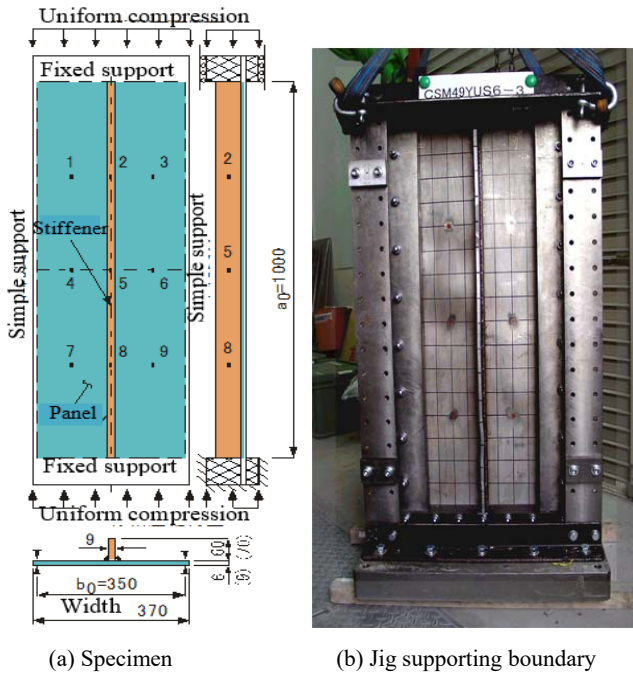 Uniform compression
Fixed support
1
2
3
2
Stiffener
Simple support
Simple support
4
5
6
5
a0=1000
7
8
9
8
Panel
Fixed support
Uniform compression
9
60
(70)
6
(9)
b0=350
Width 370
CSM49YUS6-3
(a) Specimen
(b) Jig supporting boundary